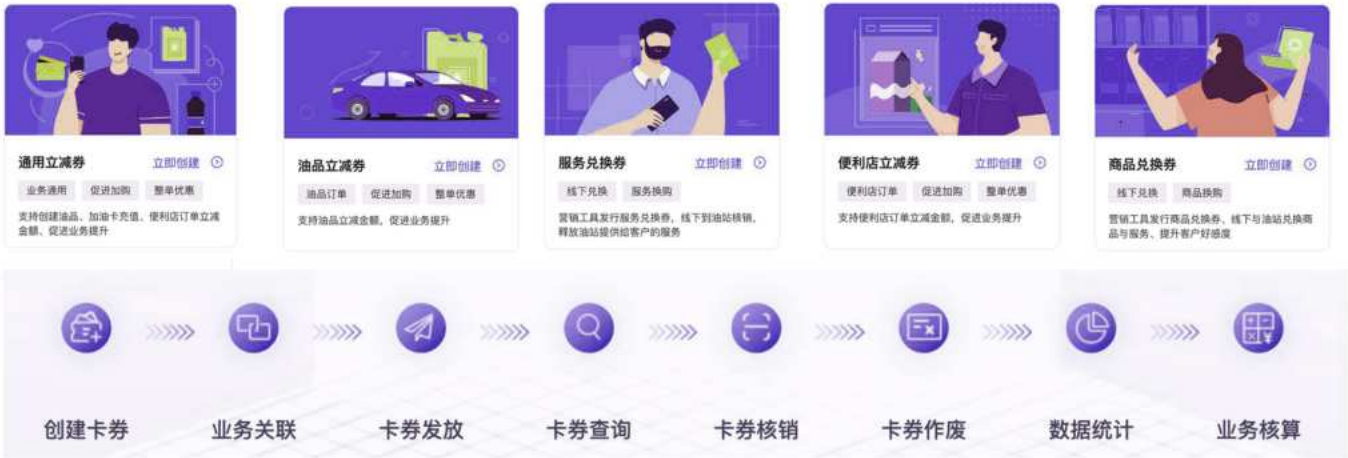 通用立减券 立即创建
业务通用 促进加购 整单优惠
支持创建油品、加油卡充值、便利店订单立减
金额、促进业务提升
油品立减券 立即创建
油品订单 促进加购 整单优惠
支持油品立减金额，促进业务提升
服务兑换券 立即创建
线下兑换 服务换购
营销工具发行服务兑换券，线下到油站核销，
释放油站提供给客户的服务
便利店立减券 立即创建
便利店订单 促进加购 整单优惠
支持便利店订单立减金额，促进业务提升
商品兑换券 立即创建
线下兑换 商品换购
营销工具发行商品兑换券、线下与油站兑换商
品与服务、提升客户好感度
创建卡券 业务关联 卡券发放 卡券查询 卡券核销 卡券作废 数据统计 业务核算